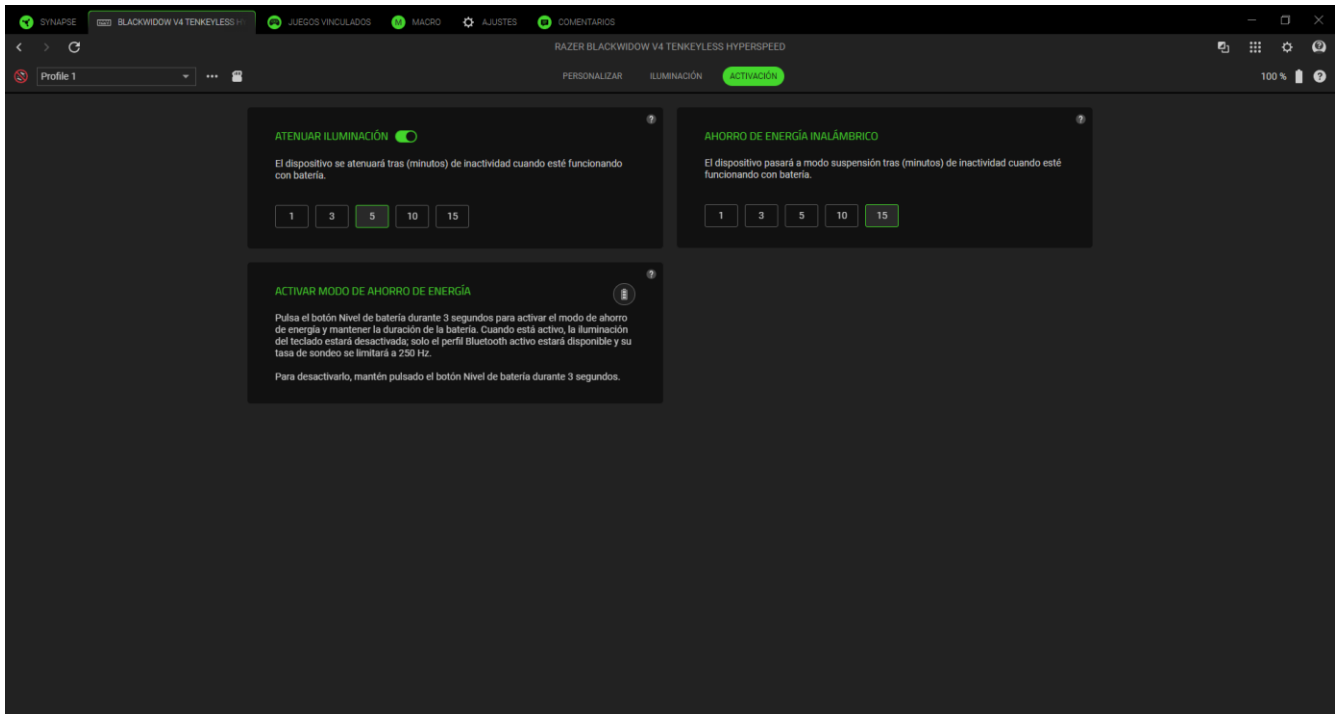 SYNAPSE
BLACKWIDOW V4 TENKEYLESS
JUEGOS VINCULADOS
M
MACRO
AJUSTES
COMENTARIOS
RAZER BLACKWIDOW V4 TENKEYLESS HYPERSPEED
Profile 1
PERSONALIZAR
ILUMINACIÓN
ACTIVACIÓN
100 %
?
ATENUAR ILUMINACIÓN
?
El dispositivo se atenuará tras (minutos) de inactividad cuando esté funcionando
con batería.
1 3 5 10 15
AHORRO DE ENERGÍA INALÁMBRICO
?
El dispositivo pasará a modo suspensión tras (minutos) de inactividad cuando esté
funcionando con batería.
1 3 5 10 15
ACTIVAR MODO DE AHORRO DE ENERGÍA
?
Pulsa el botón Nivel de batería durante 3 segundos para activar el modo de ahorro
de energía y mantener la duración de la batería. Cuando está activo, la iluminación
del teclado estará desactivada; solo el perfil Bluetooth activo estará disponible y su
tasa de sondeo se limitará a 250 Hz.
Para desactivarlo, mantén pulsado el botón Nivel de batería durante 3 segundos.